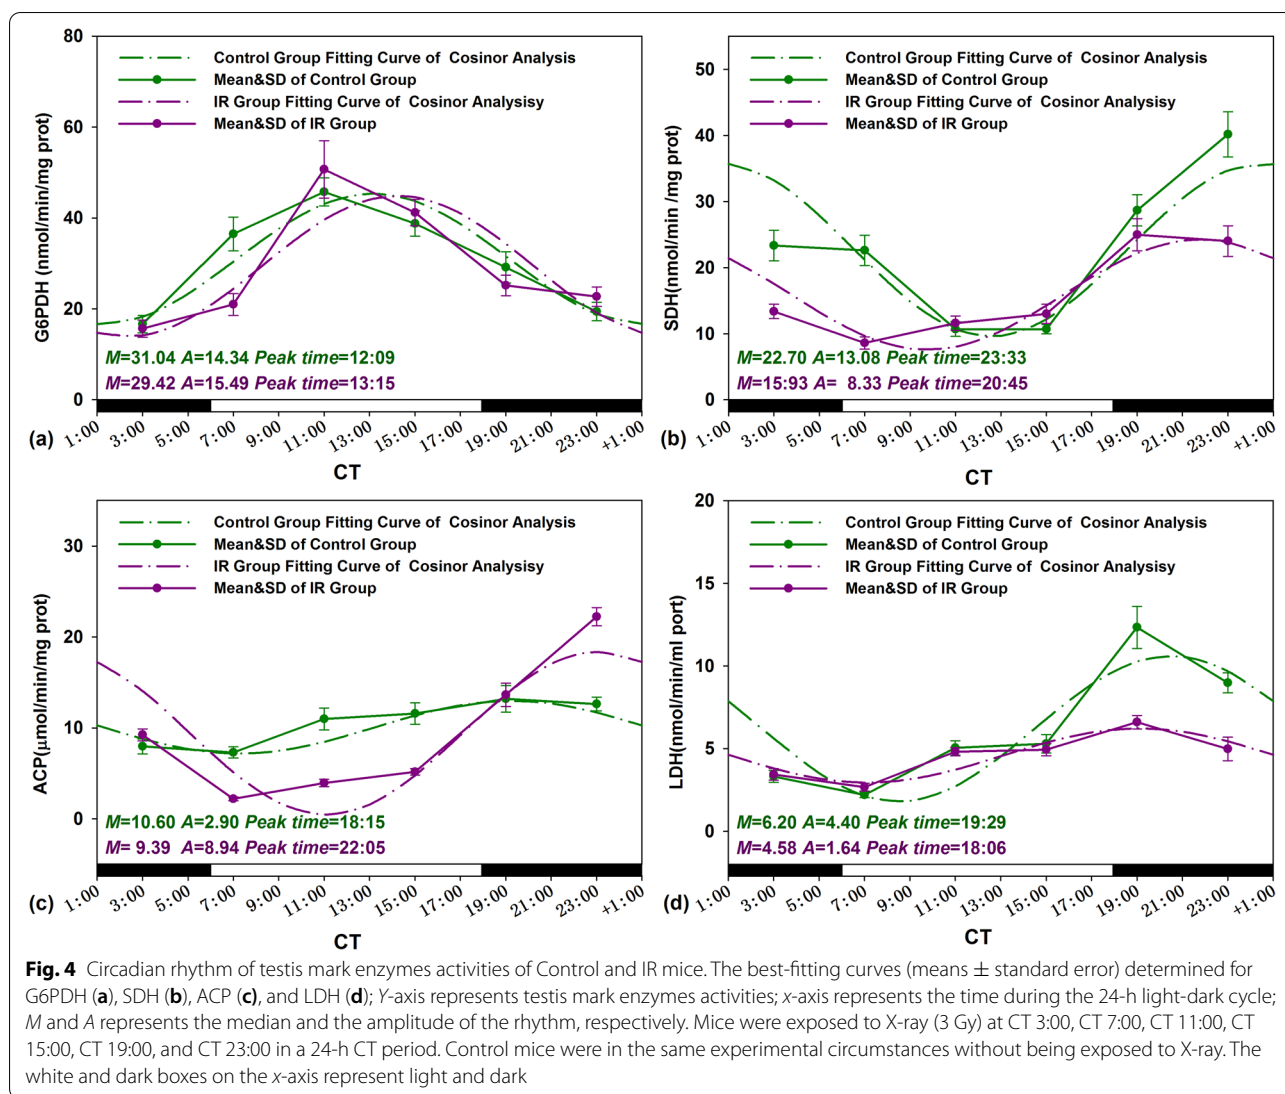 80
60
40
20
0
G6PDH (nmol/min/mg prot)
Control Group Fitting Curve of Cosinor Analysis
Mean&SD of Control Group
IR Group Fitting Curve of Cosinor Analysisy
Mean&SD of IR Group
M=31.04 A=14.34 Peak time=12:09
M=29.42 A=15.49 Peak time=13:15
1:00 3:00 5:00 7:00 9:00 11:00 13:00 15:00 17:00 19:00 21:00 23:00 +1:00
(a)
CT
50
40
30
20
10
0
SDH(nmol/min /mg prot)
Control Group Fitting Curve of Cosinor Analysis
Mean&SD of Control Group
IR Group Fitting Curve of Cosinor Analysisy
Mean&SD of IR Group
M=22.70 A=13.08 Peak time=23:33
M=15:93 A= 8.33 Peak time=20:45
1:00 3:00 5:00 7:00 9:00 11:00 13:00 15:00 17:00 19:00 21:00 23:00 +1:00
(b)
CT
30
20
10
0
ACP(μmol/min/mg prot)
Control Group Fitting Curve of Cosinor Analysis
Mean&SD of Control Group
IR Group Fitting Curve of Cosinor Analysisy
Mean&SD of IR Group
M=10.60 A=2.90 Peak time=18:15
M= 9.39 A=8.94 Peak time=22:05
1:00 3:00 5:00 7:00 9:00 11:00 13:00 15:00 17:00 19:00 21:00 23:00 +1:00
(c)
CT
20
15
10
5
0
LDH(nmol/min/ml port)
Control Group Fitting Curve of Cosinor Analysis
Mean&SD of Control Group
IR Group Fitting Curve of Cosinor Analysisy
Mean&SD of IR Group
M=6.20 A=4.40 Peak time=19:29
M=4.58 A=1.64 Peak time=18:06
1:00 3:00 5:00 7:00 9:00 11:00 13:00 15:00 17:00 19:00 21:00 23:00 +1:00
(d)
CT
Fig. 4 Circadian rhythm of testis mark enzymes activities of Control and IR mice. The best-fitting curves (means ± standard error) determined for
G6PDH (a), SDH (b), ACP (c), and LDH (d); Y-axis represents testis mark enzymes activities; x-axis represents the time during the 24-h light-dark cycle;
M and A represents the median and the amplitude of the rhythm, respectively. Mice were exposed to X-ray (3 Gy) at CT 3:00, CT 7:00, CT 11:00, CT
15:00, CT 19:00, and CT 23:00 in a 24-h CT period. Control mice were in the same experimental circumstances without being exposed to X-ray. The
white and dark boxes on the x-axis represent light and dark